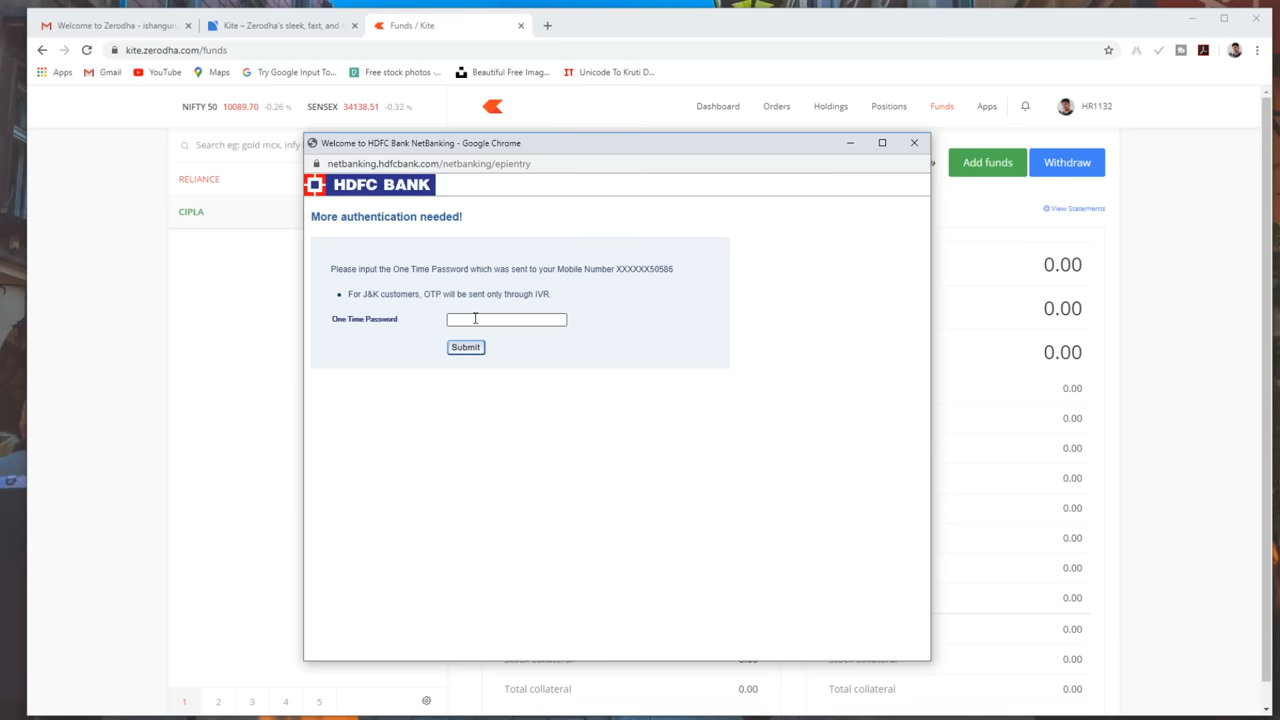 Welcome to Zerodha - ishanguru
Kite – Zerodha's sleek, fast, and e
Funds / Kite
kite.zerodha.com/funds
Apps
Gmail
YouTube
Maps
Try Google Input To...
Free stock photos -...
Beautiful Free Imag...
Unicode To Kruti D...
NIFTY 50 10089.70 -0.26 %
SENSEX 34138.51 -0.32 %
Dashboard
Orders
Holdings
Positions
Funds
Apps
HR1132
Search eg: gold mcx, infy
RELIANCE
CIPLA
Welcome to HDFC Bank NetBanking - Google Chrome
netbanking.hdfcbank.com/netbanking/epientry
HDFC BANK
More authentication needed!
Please input the One Time Password which was sent to your Mobile Number XXXXXX50586
For J&K customers, OTP will be sent only through IVR.
One Time Password
Submit
Add funds
Withdraw
View Statements
0.00
0.00
0.00
0.00
0.00
0.00
0.00
0.00
0.00
0.00
0.00
0.00
0.00
Total collateral
0.00
Total collateral
0.00
1
2
3
4
5